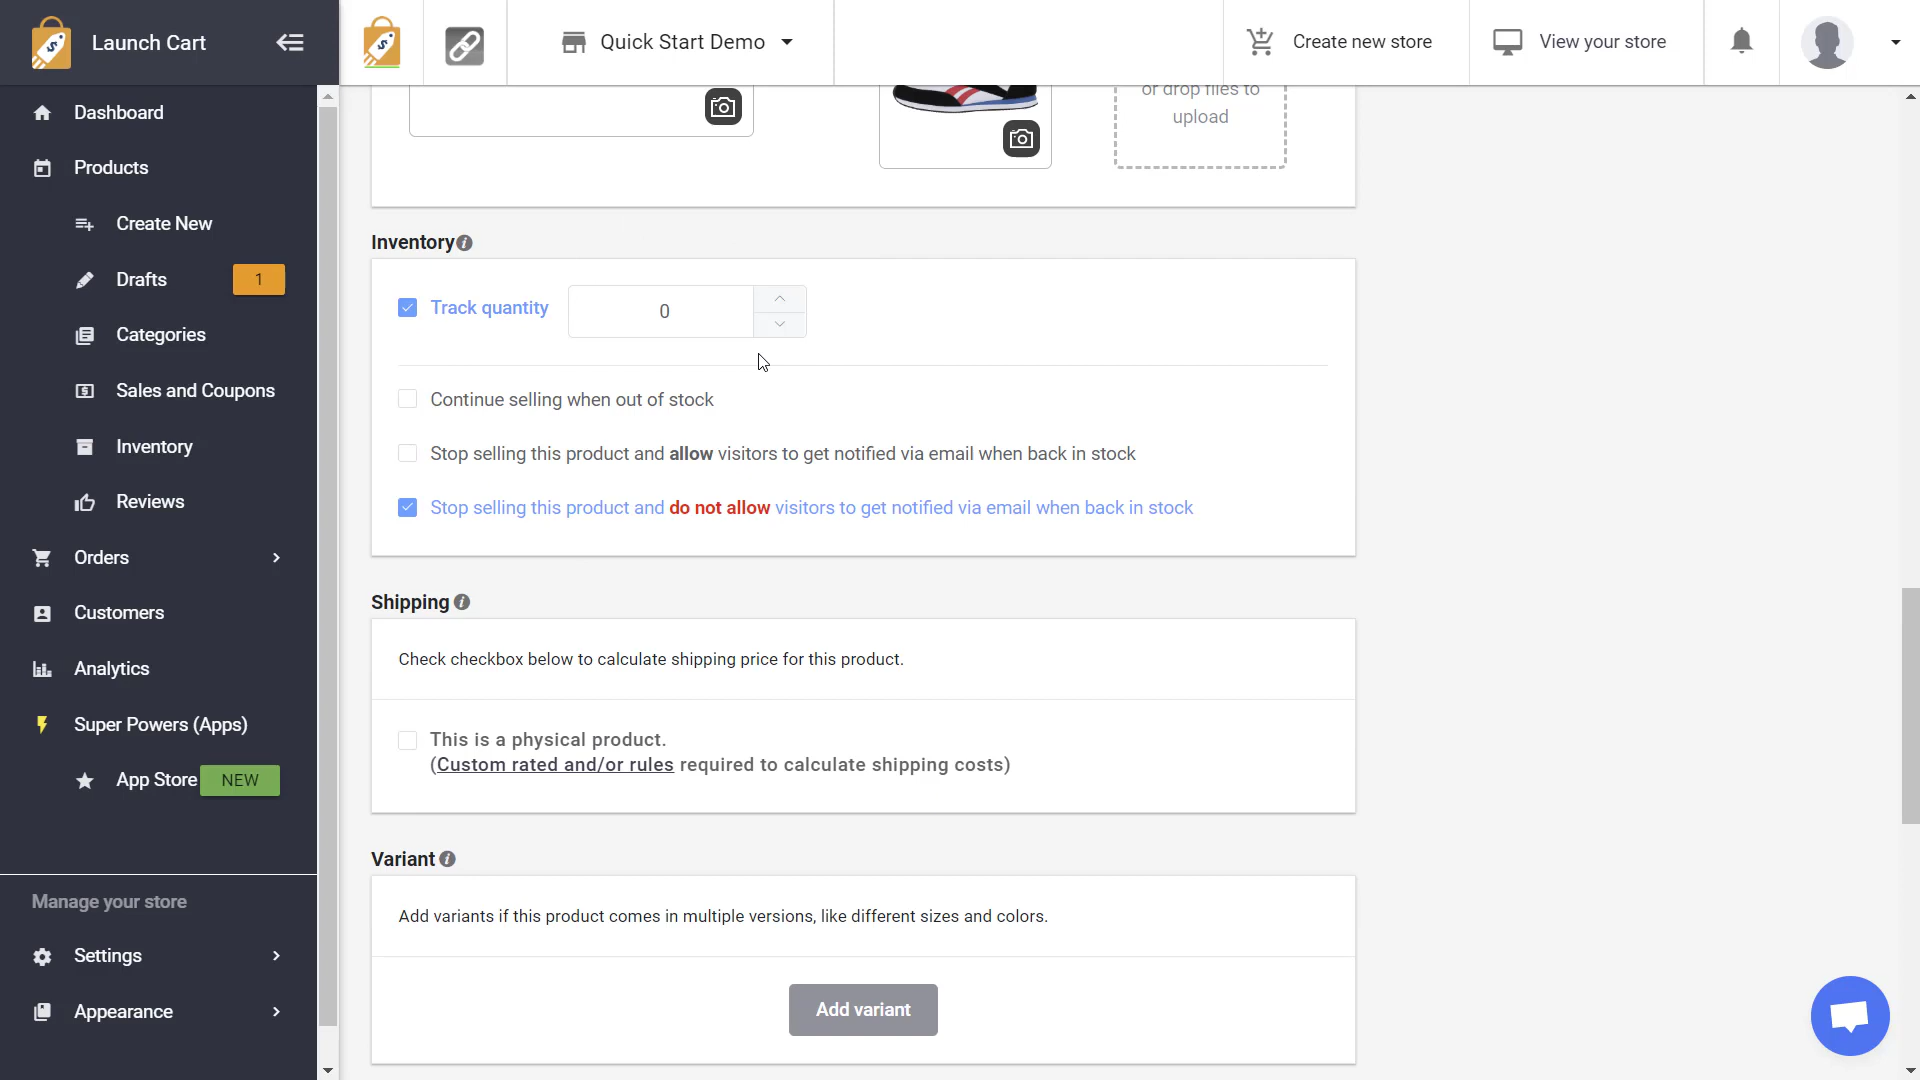 Launch Cart
Quick Start Demo
Create new store
View your store
Dashboard
Products
Create New
Drafts 1
Categories
Sales and Coupons
Inventory
Reviews
Orders
Customers
Analytics
Super Powers (Apps)
App Store NEW
Manage your store
Settings
Appearance
or drop files to
upload
Inventory
Track quantity 0
Continue selling when out of stock
Stop selling this product and allow visitors to get notified via email when back in stock
Stop selling this product and do not allow visitors to get notified via email when back in stock
Shipping
Check checkbox below to calculate shipping price for this product.
This is a physical product.
(Custom rated and/or rules required to calculate shipping costs)
Variant
Add variants if this product comes in multiple versions, like different sizes and colors.
Add variant